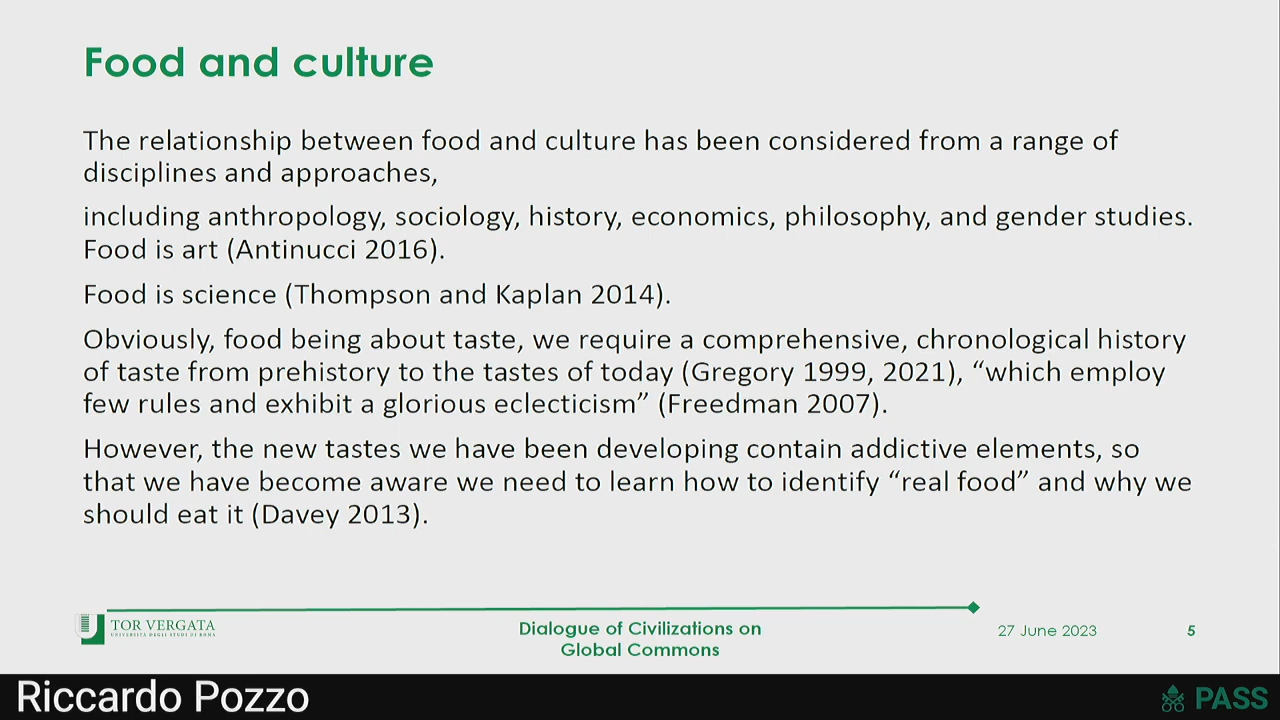 Food and culture
The relationship between food and culture has been considered from a range of
disciplines and approaches,
including anthropology, sociology, history, economics, philosophy, and gender studies.
Food is art (Antinucci 2016).
Food is science (Thompson and Kaplan 2014).
Obviously, food being about taste, we require a comprehensive, chronological history
of taste from prehistory to the tastes of today (Gregory 1999, 2021), “which employ
few rules and exhibit a glorious eclecticism” (Freedman 2007).
However, the new tastes we have been developing contain addictive elements, so
that we have become aware we need to learn how to identify “real food” and why we
should eat it (Davey 2013).
TOR VERGATA
UNIVERSITÀ DEGLI STUDI DI ROMA
Dialogue of Civilizations on
Global Commons
27 June 2023
5
Riccardo Pozzo
PASS